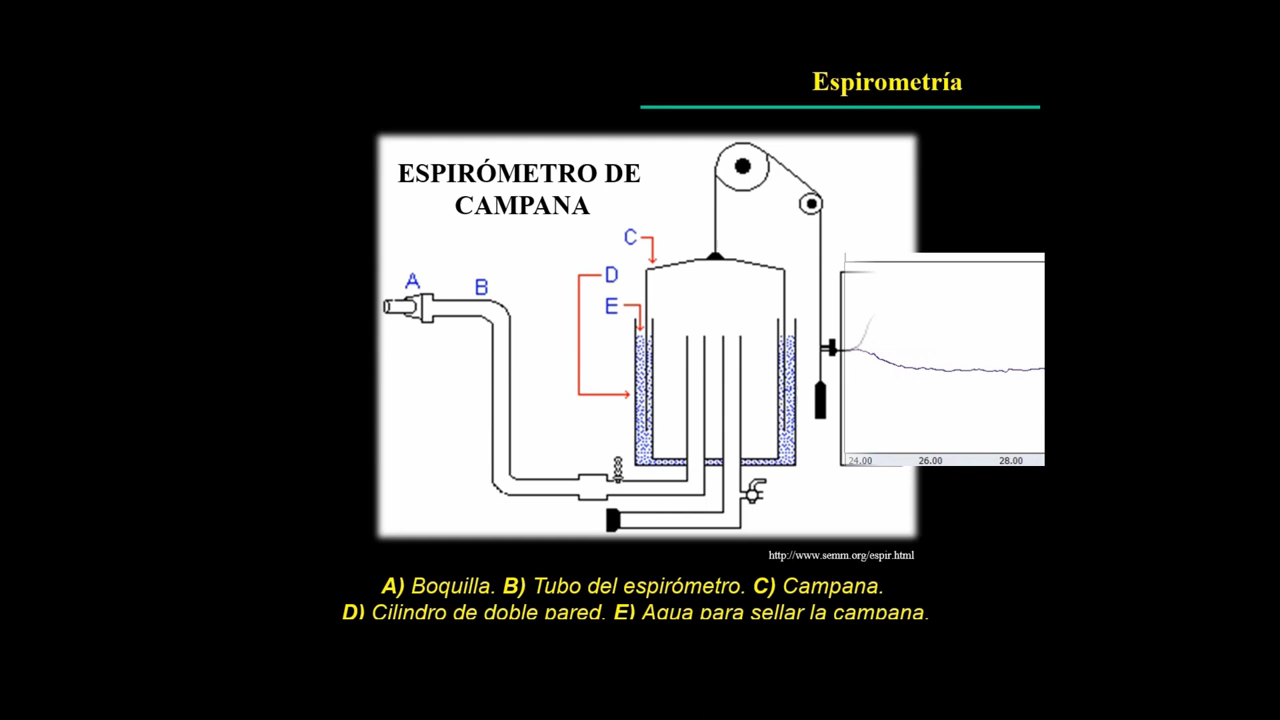 Espirometría
ESPIRÓMETRO DE
CAMPANA
C
D
A
B
E
24.00 26.00 28.00
http://www.semm.org/espir.html
A) Boquilla. B) Tubo del espirómetro. C) Campana.
D) Cilindro de doble pared. E) Agua para sellar la campana.